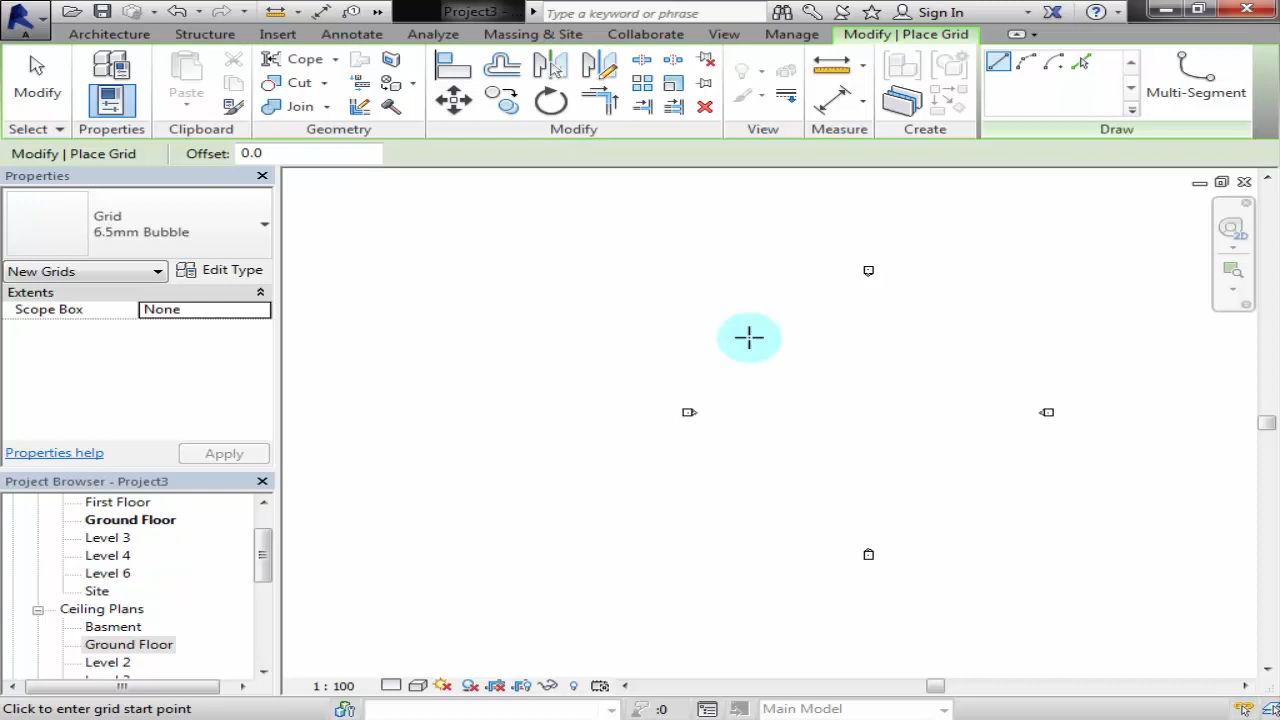 Project3 - ...
Type a keyword or phrase
Sign In
Architecture
Structure
Insert
Annotate
Analyze
Massing & Site
Collaborate
View
Manage
Modify | Place Grid
Modify
Paste
Cope
Cut
Join
Multi-Segment
Select
Properties
Clipboard
Geometry
Modify
View
Measure
Create
Draw
Modify | Place Grid
Offset: 0.0
Properties
Grid
6.5mm Bubble
New Grids
Edit Type
Extents
Scope Box
None
Properties help
Apply
Project Browser - Project3
First Floor
Ground Floor
Level 3
Level 4
Level 6
Site
Ceiling Plans
Basment
Ground Floor
Level 2
2D
1 : 100
Click to enter grid start point
:0
Main Model